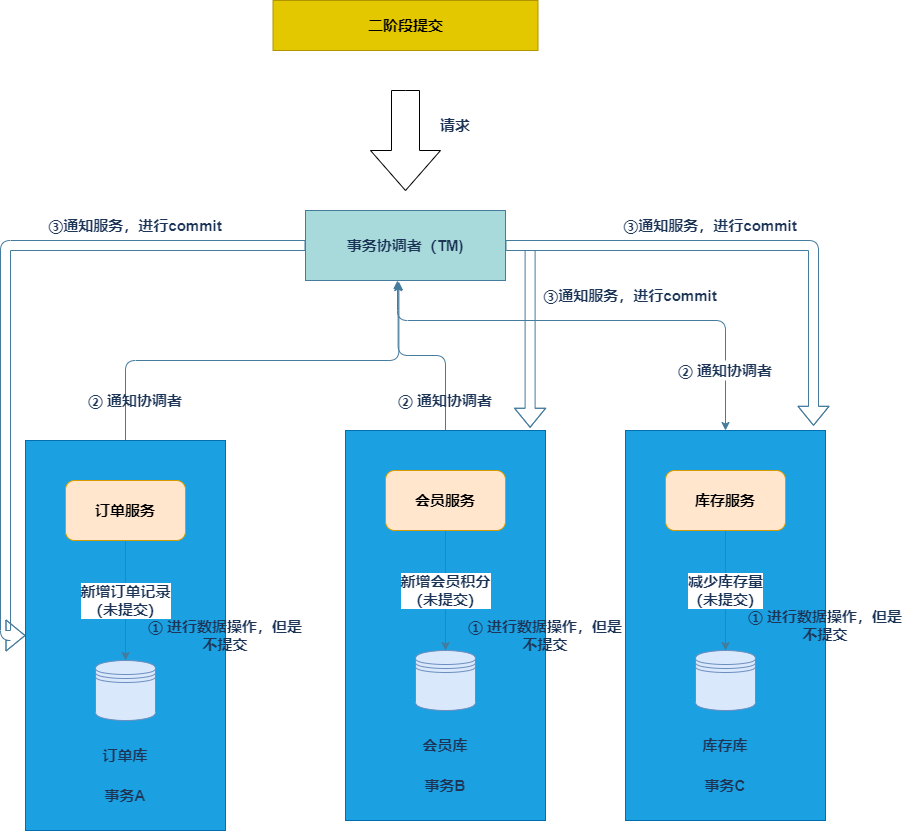 二阶段提交
请求
事务协调者（TM)
③通知服务，进行commit
③通知服务，进行commit
③通知服务，进行commit
② 通知协调者
② 通知协调者
② 通知协调者
订单服务
新增订单记录
(未提交)
① 进行数据操作，但是
不提交
订单库
事务A
会员服务
新增会员积分
(未提交)
① 进行数据操作，但是
不提交
会员库
事务B
库存服务
减少库存量
(未提交)
① 进行数据操作，但是
不提交
库存库
事务C